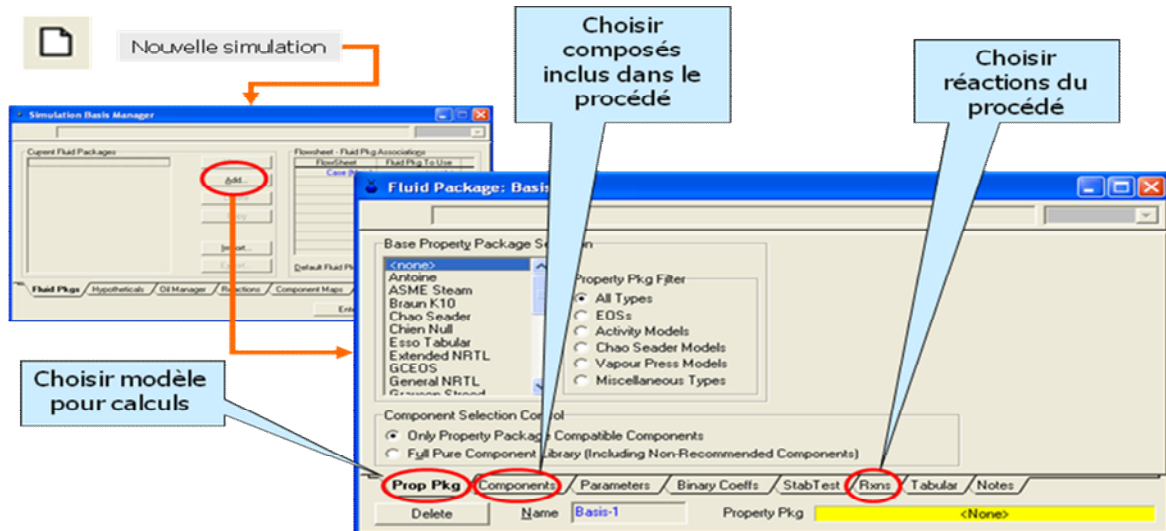 Nouvelle simulation
Choisir
composés
inclus dans le
procédé
Choisir
réactions du
procédé
Simulation Basis Manager
Current Fluid Packages
Flowsheet - Fluid Pkg Associations
FlowSheet Fluid Pkg To Use
Add...
Import...
Fluid Pkgs Hypotheticals Oil Manager Reactions Component Maps
Choisir modèle
pour calculs
Fluid Package: Basis
Base Property Package
<none>
Antoine
ASME Steam
Braun K10
Chao Seader
Chien Null
Esso Tabular
Extended NRTL
GCEOS
General NRTL
Property Pkg Filter
All Types
EOSs
Activity Models
Chao Seader Models
Vapour Press Models
Miscellaneous Types
Component Selection Control
Only Property Package Compatible Components
Full Pure Component Library (Including Non-Recommended Components)
Prop Pkg Components Parameters Binary Coeffs StabTest Rxns Tabular Notes
Delete Name Basis-1 Property Pkg <None>